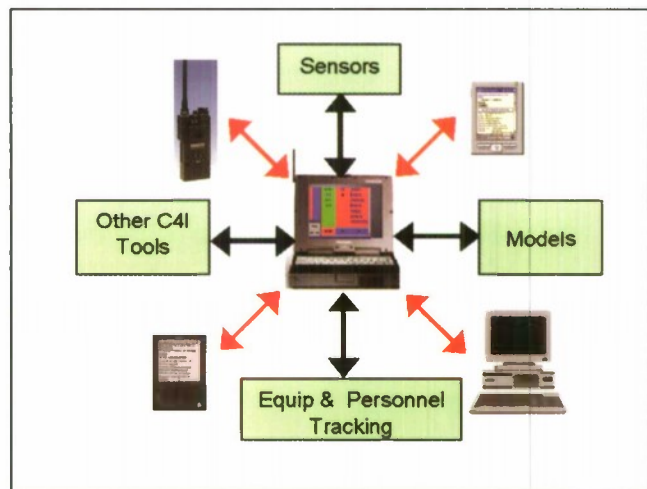 Sensors
Other C4I
Tools
Models
Equip & Personnel
Tracking